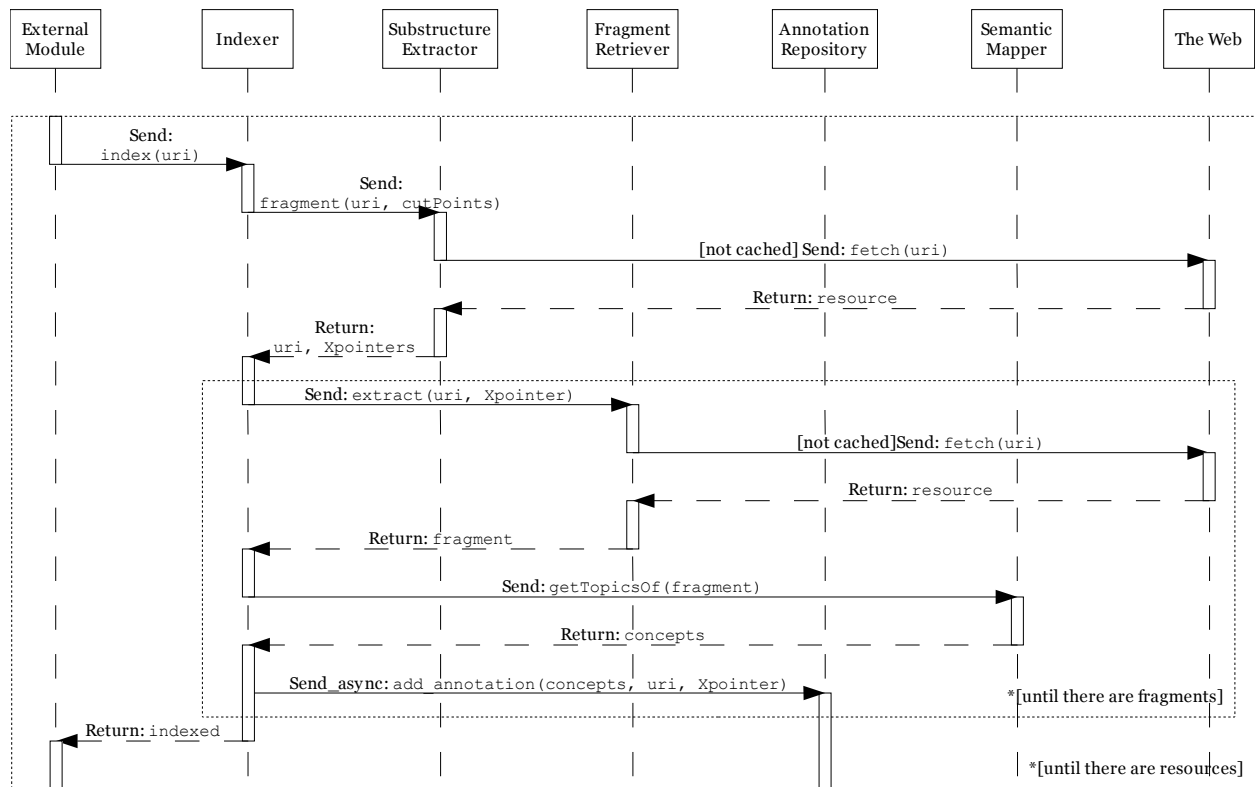 External
Module
Indexer
Substructure
Extractor
Fragment
Retriever
Annotation
Repository
Semantic
Mapper
The Web
Send:
index(uri)
Send:
fragment(uri, cutPoints)
[not cached] Send: fetch(uri)
Return: resource
Return:
uri, Xpointers
Send: extract(uri, Xpointer)
[not cached]Send: fetch(uri)
Return: resource
Return: fragment
Send: getTopicsOf(fragment)
Return: concepts
Send_async: add_annotation(concepts, uri, Xpointer)
*[until there are fragments]
Return: indexed
*[until there are resources]